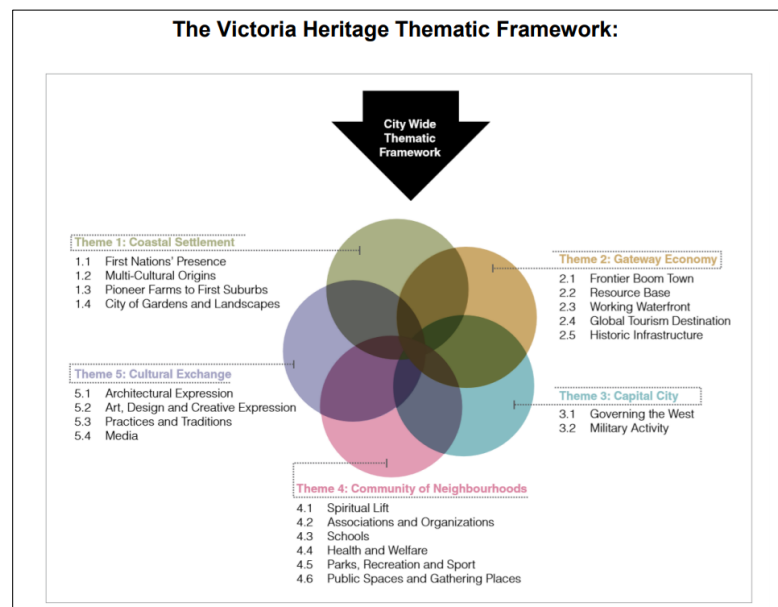 The Victoria Heritage Thematic Framework:
City Wide
Thematic
Framework
Theme 1: Coastal Settlement
1.1 First Nations' Presence
1.2 Multi-Cultural Origins
1.3 Pioneer Farms to First Suburbs
1.4 City of Gardens and Landscapes
Theme 2: Gateway Economy
2.1 Frontier Boom Town
2.2 Resource Base
2.3 Working Waterfront
2.4 Global Tourism Destination
2.5 Historic Infrastructure
Theme 3: Capital City
3.1 Governing the West
3.2 Military Activity
Theme 4: Community of Neighbourhoods
4.1 Spiritual Lift
4.2 Associations and Organizations
4.3 Schools
4.4 Health and Welfare
4.5 Parks, Recreation and Sport
4.6 Public Spaces and Gathering Places
Theme 5: Cultural Exchange
5.1 Architectural Expression
5.2 Art, Design and Creative Expression
5.3 Practices and Traditions
5.4 Media